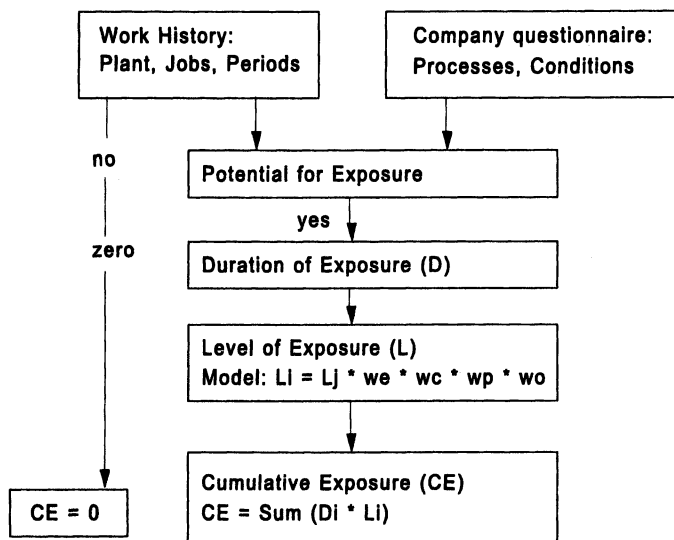 Work History:
Plant, Jobs, Periods
Company questionnaire:
Processes, Conditions
no
Potential for Exposure
yes
zero
Duration of Exposure (D)
Level of Exposure (L)
Model: Li = Lj * we * wc * wp * wo
Cumulative Exposure (CE)
CE = Sum (Di * Li)
CE = 0